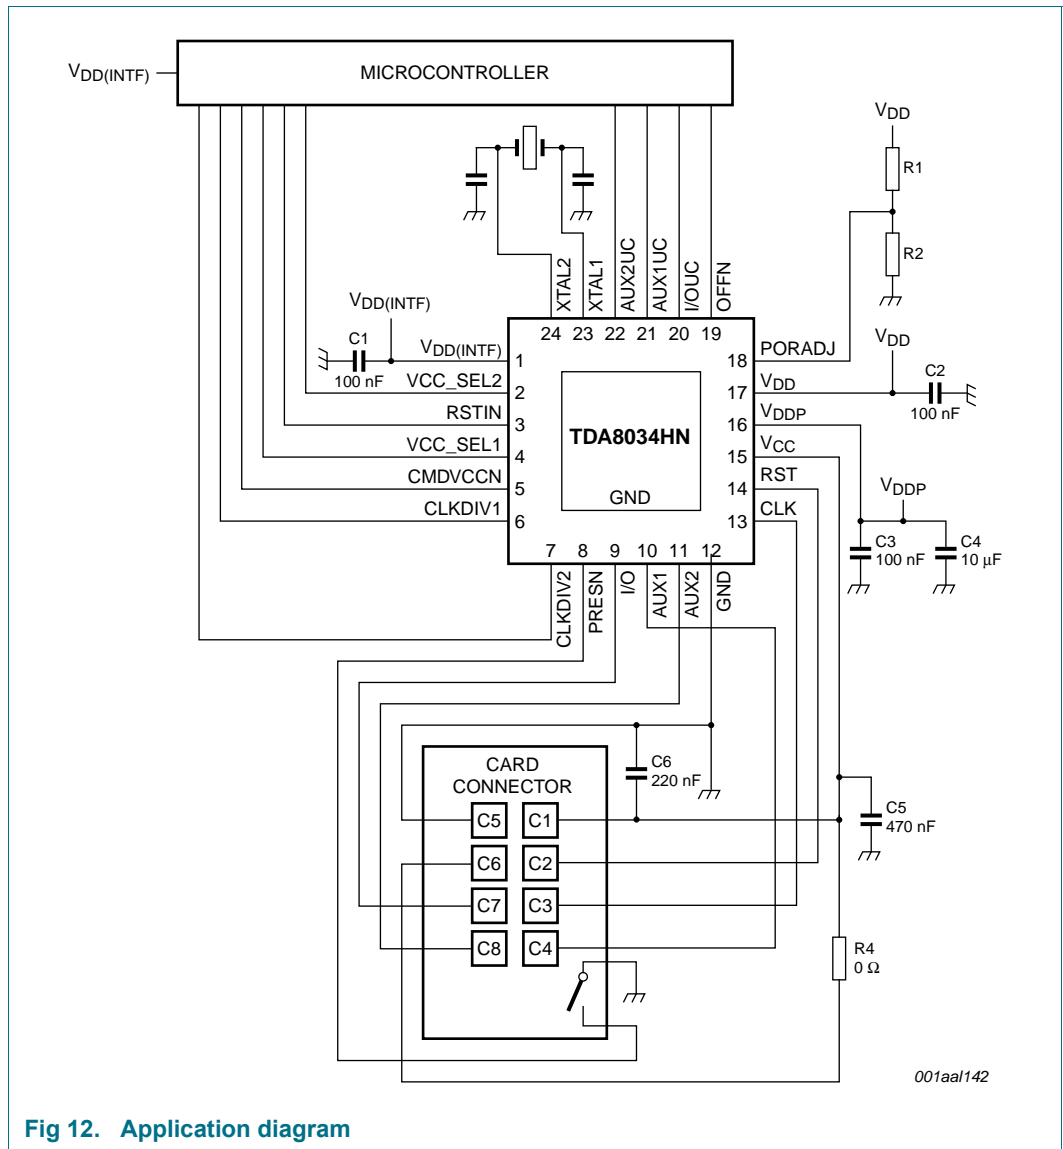 MICROCONTROLLER
VDD(INTF)
VDD
R1
R2
XTAL2
XTAL1
AUX2UC
AUX1UC
I/OUC
OFFN
VDD(INTF)
C1
100 nF
24 23 22 21 20 19
VDD(INTF) 1
VCC_SEL2 2
RSTIN 3
VCC_SEL1 4
CMDVCCN 5
CLKDIV1 6
TDA8034HN
GND
18 PORADJ
17 VDD
16 VDDP
15 VCC
14 RST
13 CLK
VDD
C2
100 nF
VDDP
C3
100 nF
C4
10 μF
7 8 9 10 11 12
CLKDIV2
PRESN
I/O
AUX1
AUX2
GND
CARD
CONNECTOR
C6
220 nF
C5 C1
C6 C2
C7 C3
C8 C4
C5
470 nF
R4
0 Ω
001aal142
Fig 12. Application diagram